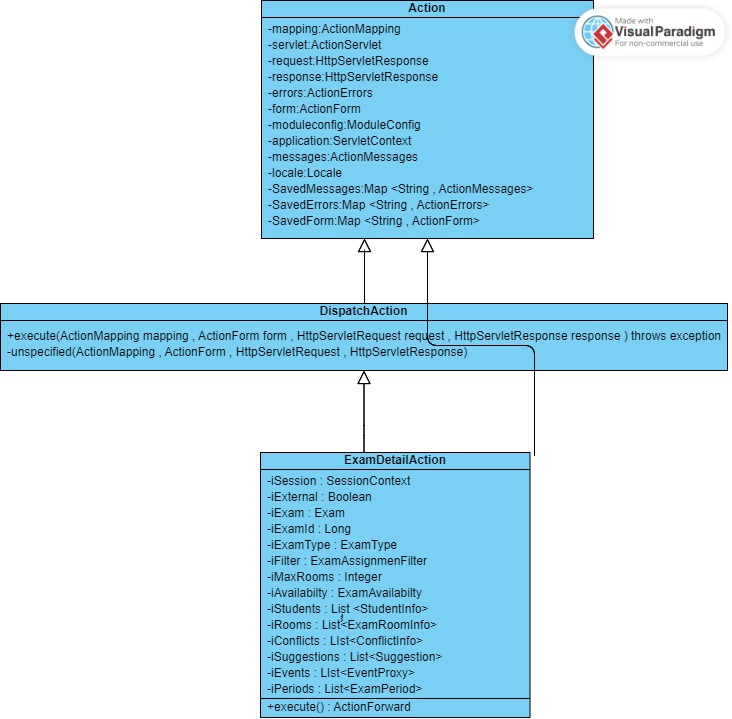 Action
Made with
VisualParadigm
For non-commercial use
-mapping:ActionMapping
-servlet:ActionServlet
-request:HttpServletResponse
-response:HttpServletResponse
-errors:ActionErrors
-form:ActionForm
-moduleconfig:ModuleConfig
-application:ServletContext
-messages:ActionMessages
-locale:Locale
-SavedMessages:Map <String , ActionMessages>
-SavedErrors:Map <String , ActionErrors>
-SavedForm:Map <String , ActionForm>
DispatchAction
+execute(ActionMapping mapping , ActionForm form , HttpServletRequest request , HttpServletResponse response ) throws exception
-unspecified(ActionMapping , ActionForm , HttpServletRequest , HttpServletResponse)
ExamDetailAction
-iSession : SessionContext
-iExternal : Boolean
-iExam : Exam
-iExamId : Long
-iExamType : ExamType
-iFilter : ExamAssignmenFilter
-iMaxRooms : Integer
-iAvailabilty : ExamAvailabilty
-iStudents : List <StudentInfo>
-iRooms : List<ExamRoomInfo>
-iConflicts : LIst<ConflictInfo>
-iSuggestions : List<Suggestion>
-iEvents : LIst<EventProxy>
-iPeriods : List<ExamPeriod>
+execute() : ActionForward